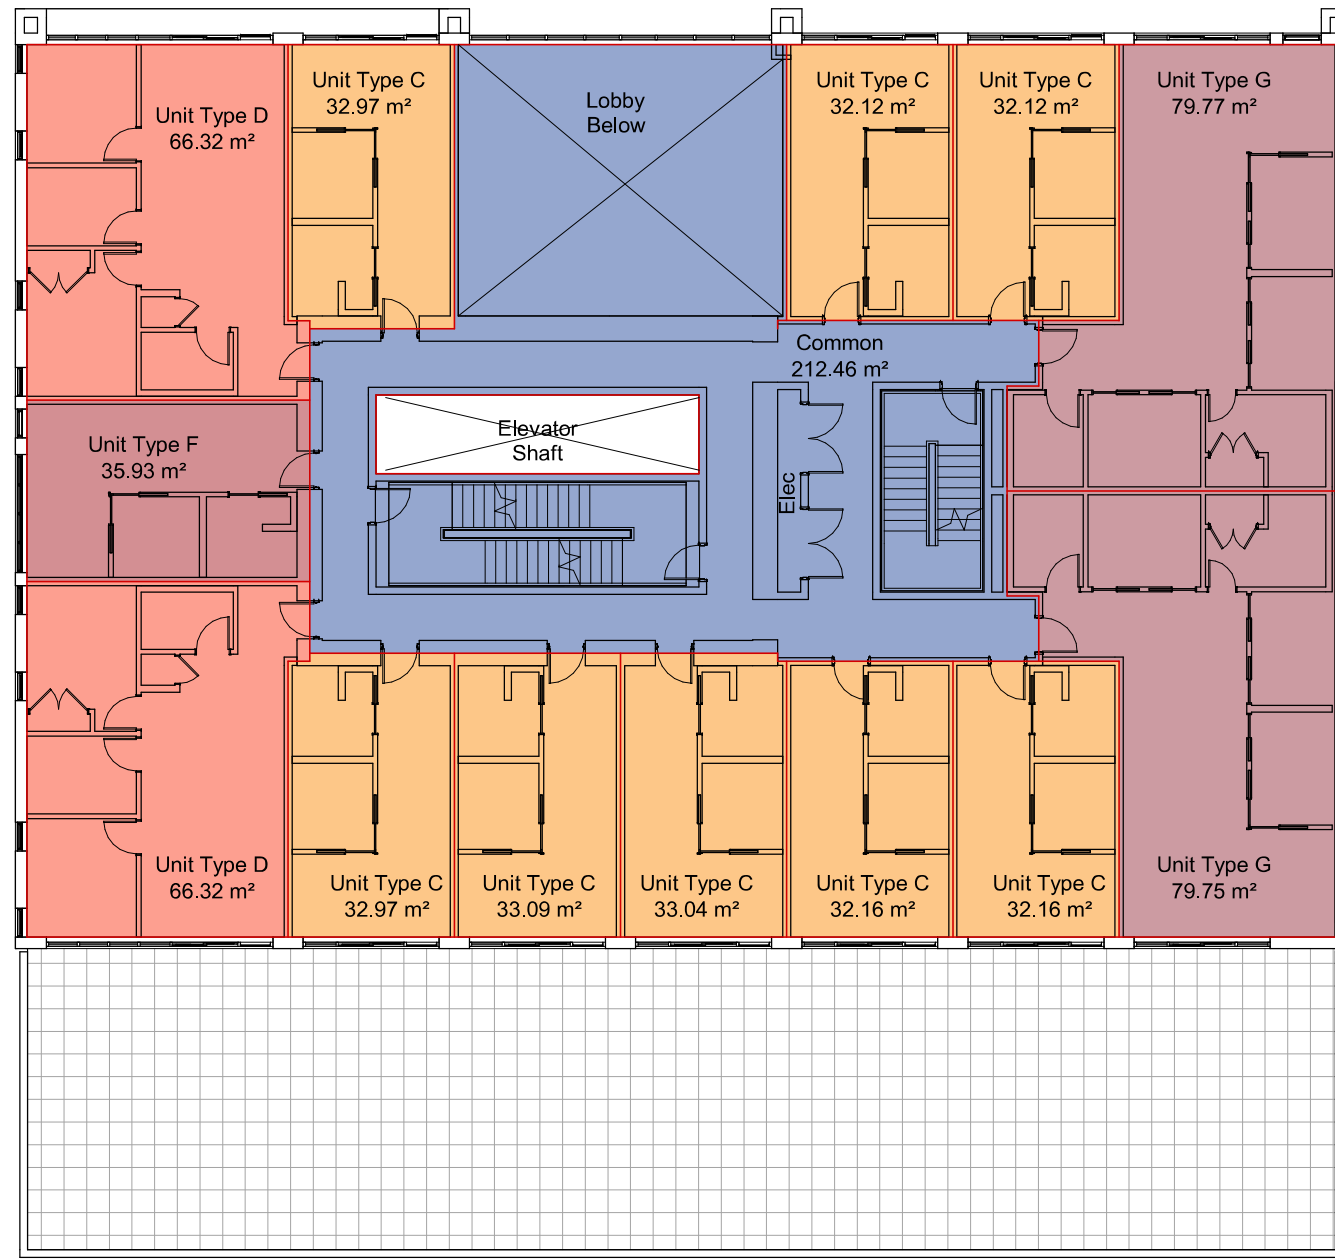 Unit Type D
66.32 m²
Unit Type C
32.97 m²
Lobby
Below
Unit Type C
32.12 m²
Unit Type C
32.12 m²
Unit Type G
79.77 m²
Common
212.46 m²
Unit Type F
35.93 m²
Elevator
Shaft
Elec
Unit Type D
66.32 m²
Unit Type C
32.97 m²
Unit Type C
33.09 m²
Unit Type C
33.04 m²
Unit Type C
32.16 m²
Unit Type C
32.16 m²
Unit Type G
79.75 m²